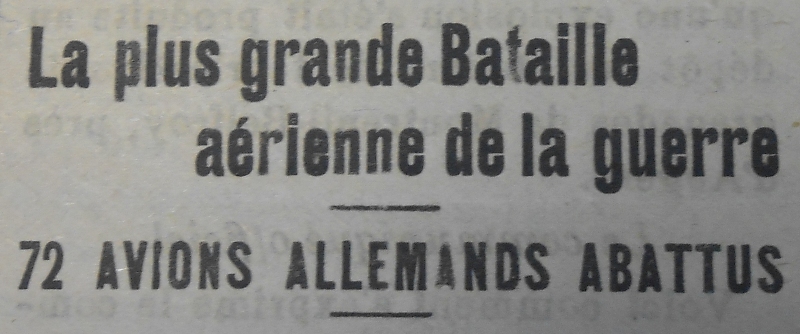 La plus grande Bataille
aérienne de la guerre
72 AVIONS ALLEMANDS ABATTUS